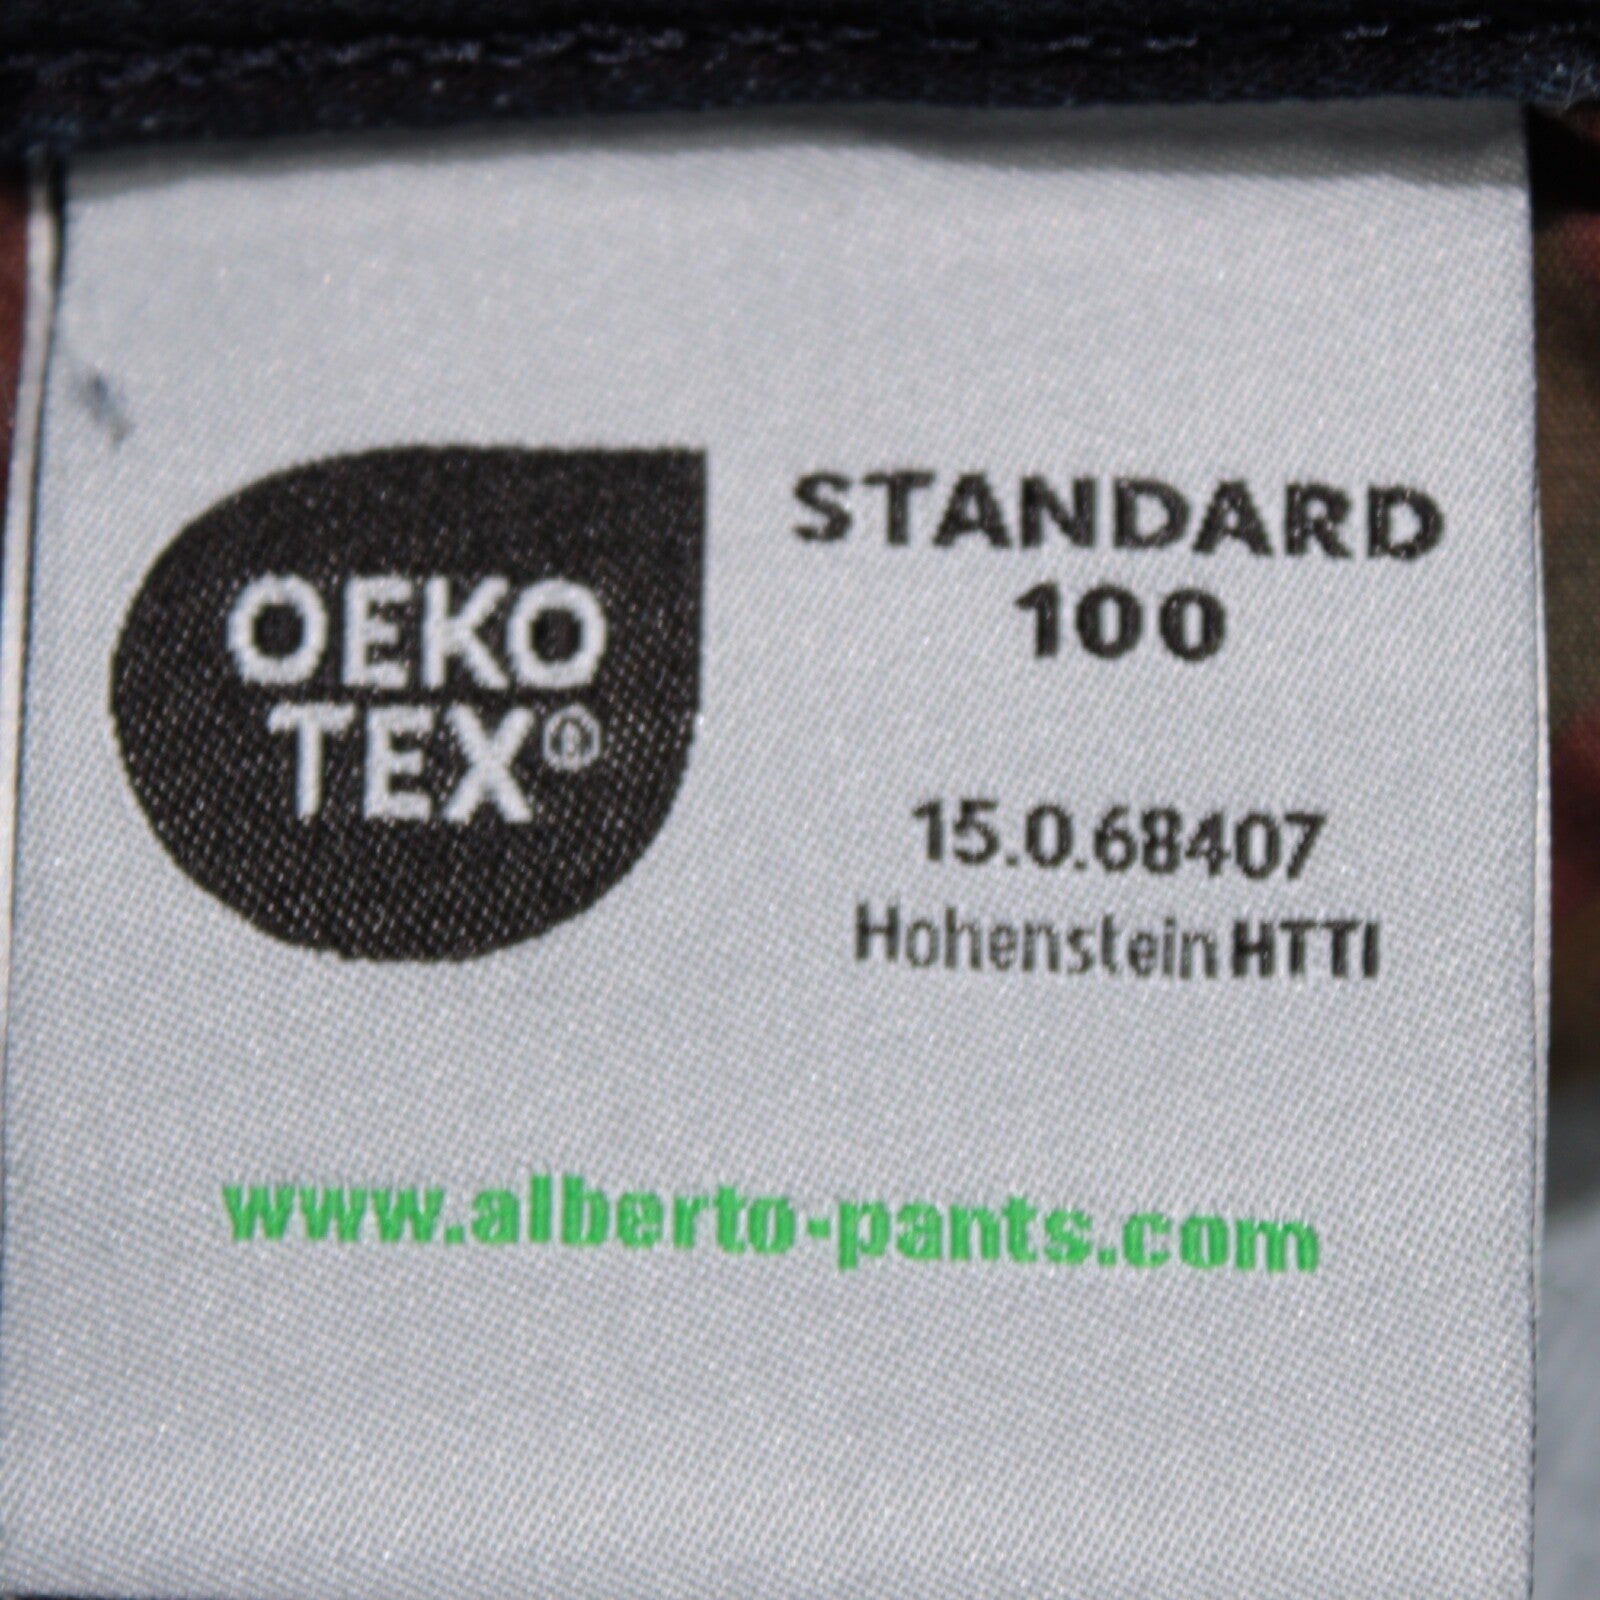 OEKO
TEX®
STANDARD
100
15.0.68407
Hohenstein HTTI
www.alberto-pants.com